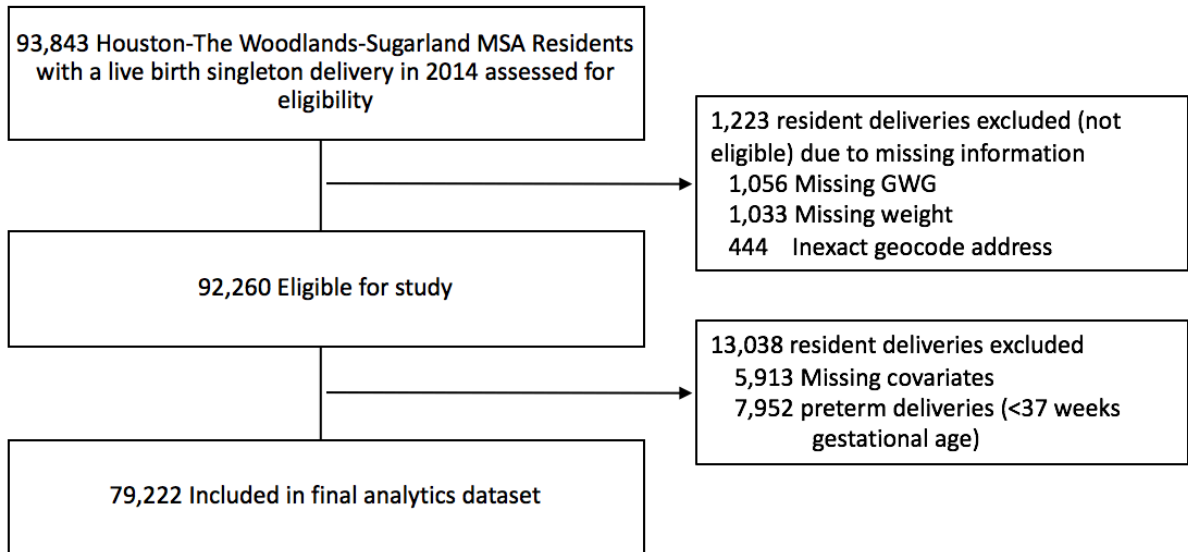 93,843 Houston-The Woodlands-Sugarland MSA Residents
with a live birth singleton delivery in 2014 assessed for
eligibility
1,223 resident deliveries excluded (not
eligible) due to missing information
1,056 Missing GWG
1,033 Missing weight
444 Inexact geocode address
92,260 Eligible for study
13,038 resident deliveries excluded
5,913 Missing covariates
7,952 preterm deliveries (<37 weeks
gestational age)
79,222 Included in final analytics dataset